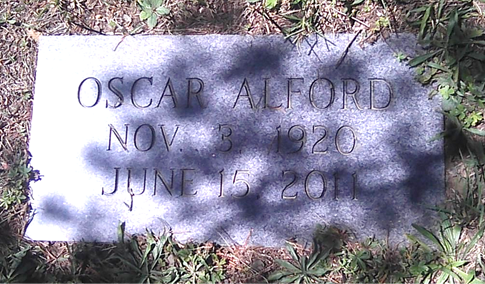 OSCAR ALFORD
NOV. 3, 1920
JUNE 15, 2011